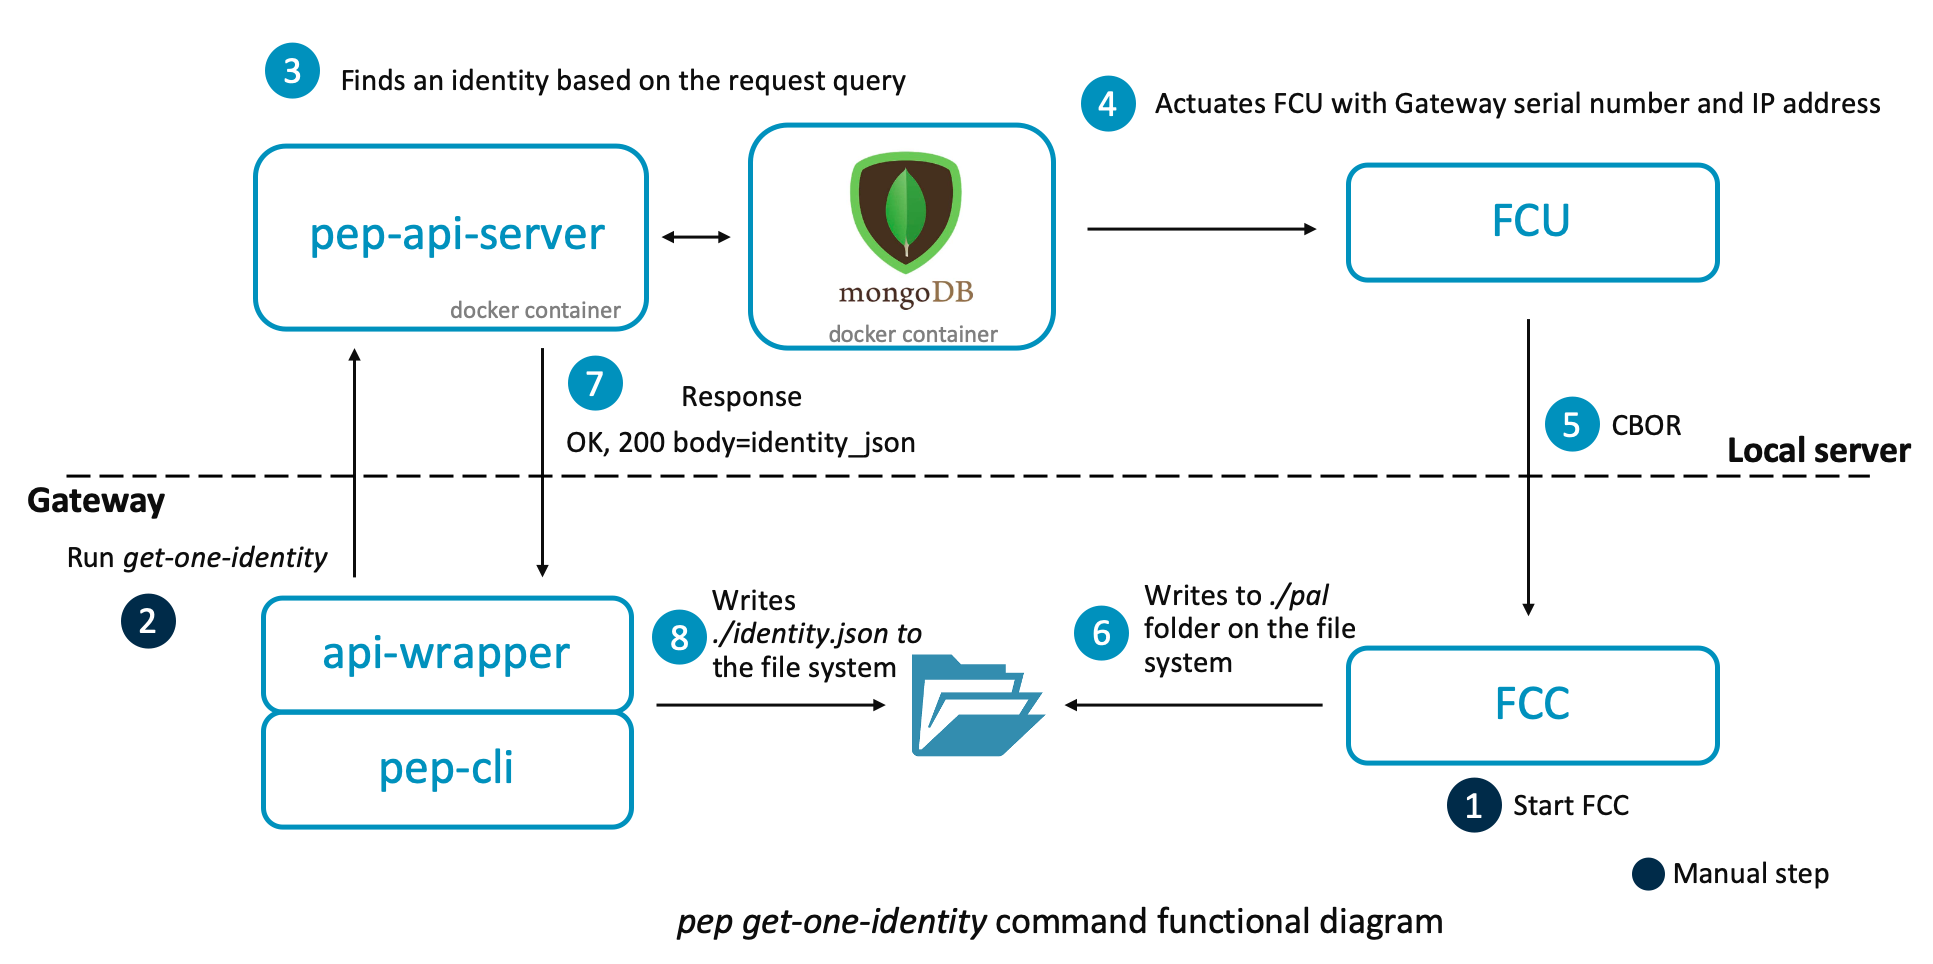 3
Finds an identity based on the request query
4
Actuates FCU with Gateway serial number and IP address
pep-api-server
docker container
mongoDB
docker container
FCU
7
Response
OK, 200 body=identity_json
5
CBOR
Local server
Gateway
Run get-one-identity
2
api-wrapper
pep-cli
8
Writes
./identity.json to
the file system
6
Writes to ./pal
folder on the file
system
FCC
1
Start FCC
Manual step
pep get-one-identity command functional diagram